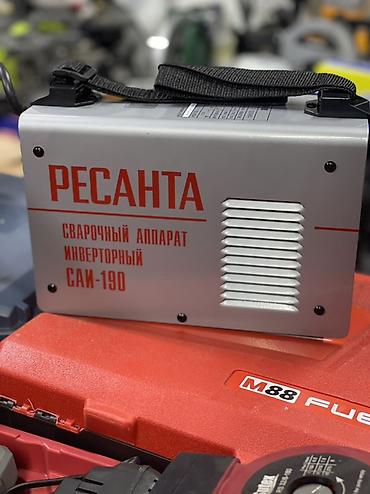 РЕСАНТА
СВАРОЧНЫЙ АППАРАТ
ИНВЕРТОРНЫЙ
САИ-190
M88 FUE